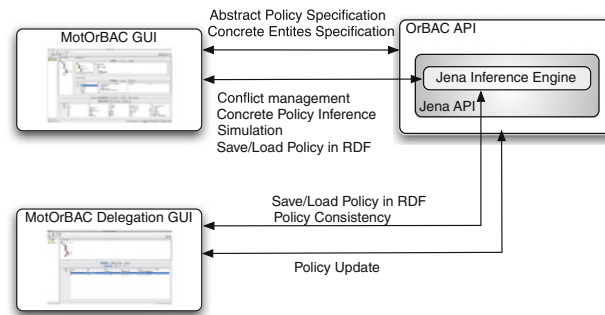 Abstract Policy Specification
Concrete Entites Specification
MotOrBAC GUI
OrBAC API
Jena Inference Engine
Jena API
Conflict management
Concrete Policy Inference
Simulation
Save/Load Policy in RDF
MotOrBAC Delegation GUI
Save/Load Policy in RDF
Policy Consistency
Policy Update